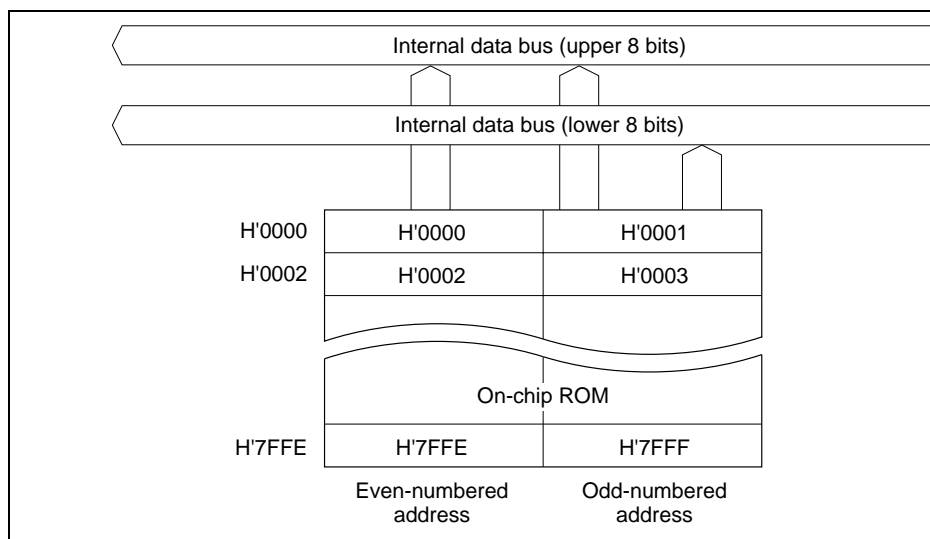 Internal data bus (upper 8 bits)
Internal data bus (lower 8 bits)
H'0000 H'0000 H'0001
H'0002 H'0002 H'0003
On-chip ROM
H'7FFE H'7FFE H'7FFF
Even-numbered Odd-numbered
address address